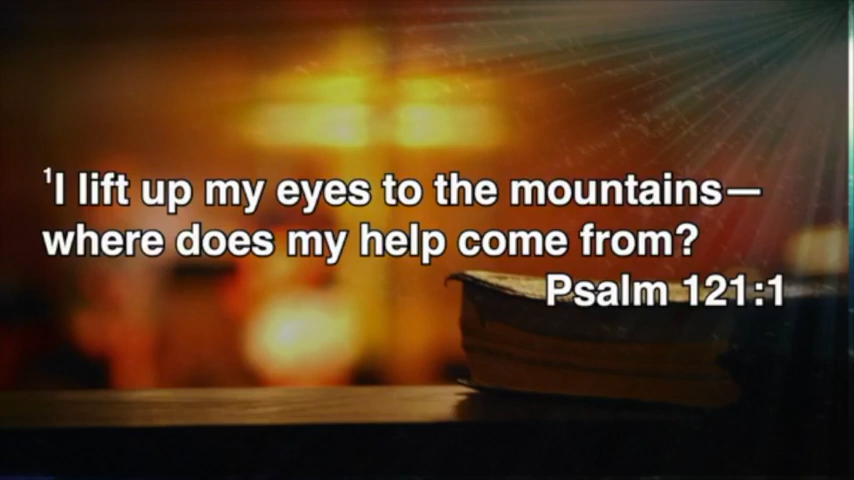 ¹I lift up my eyes to the mountains—
where does my help come from?
Psalm 121:1